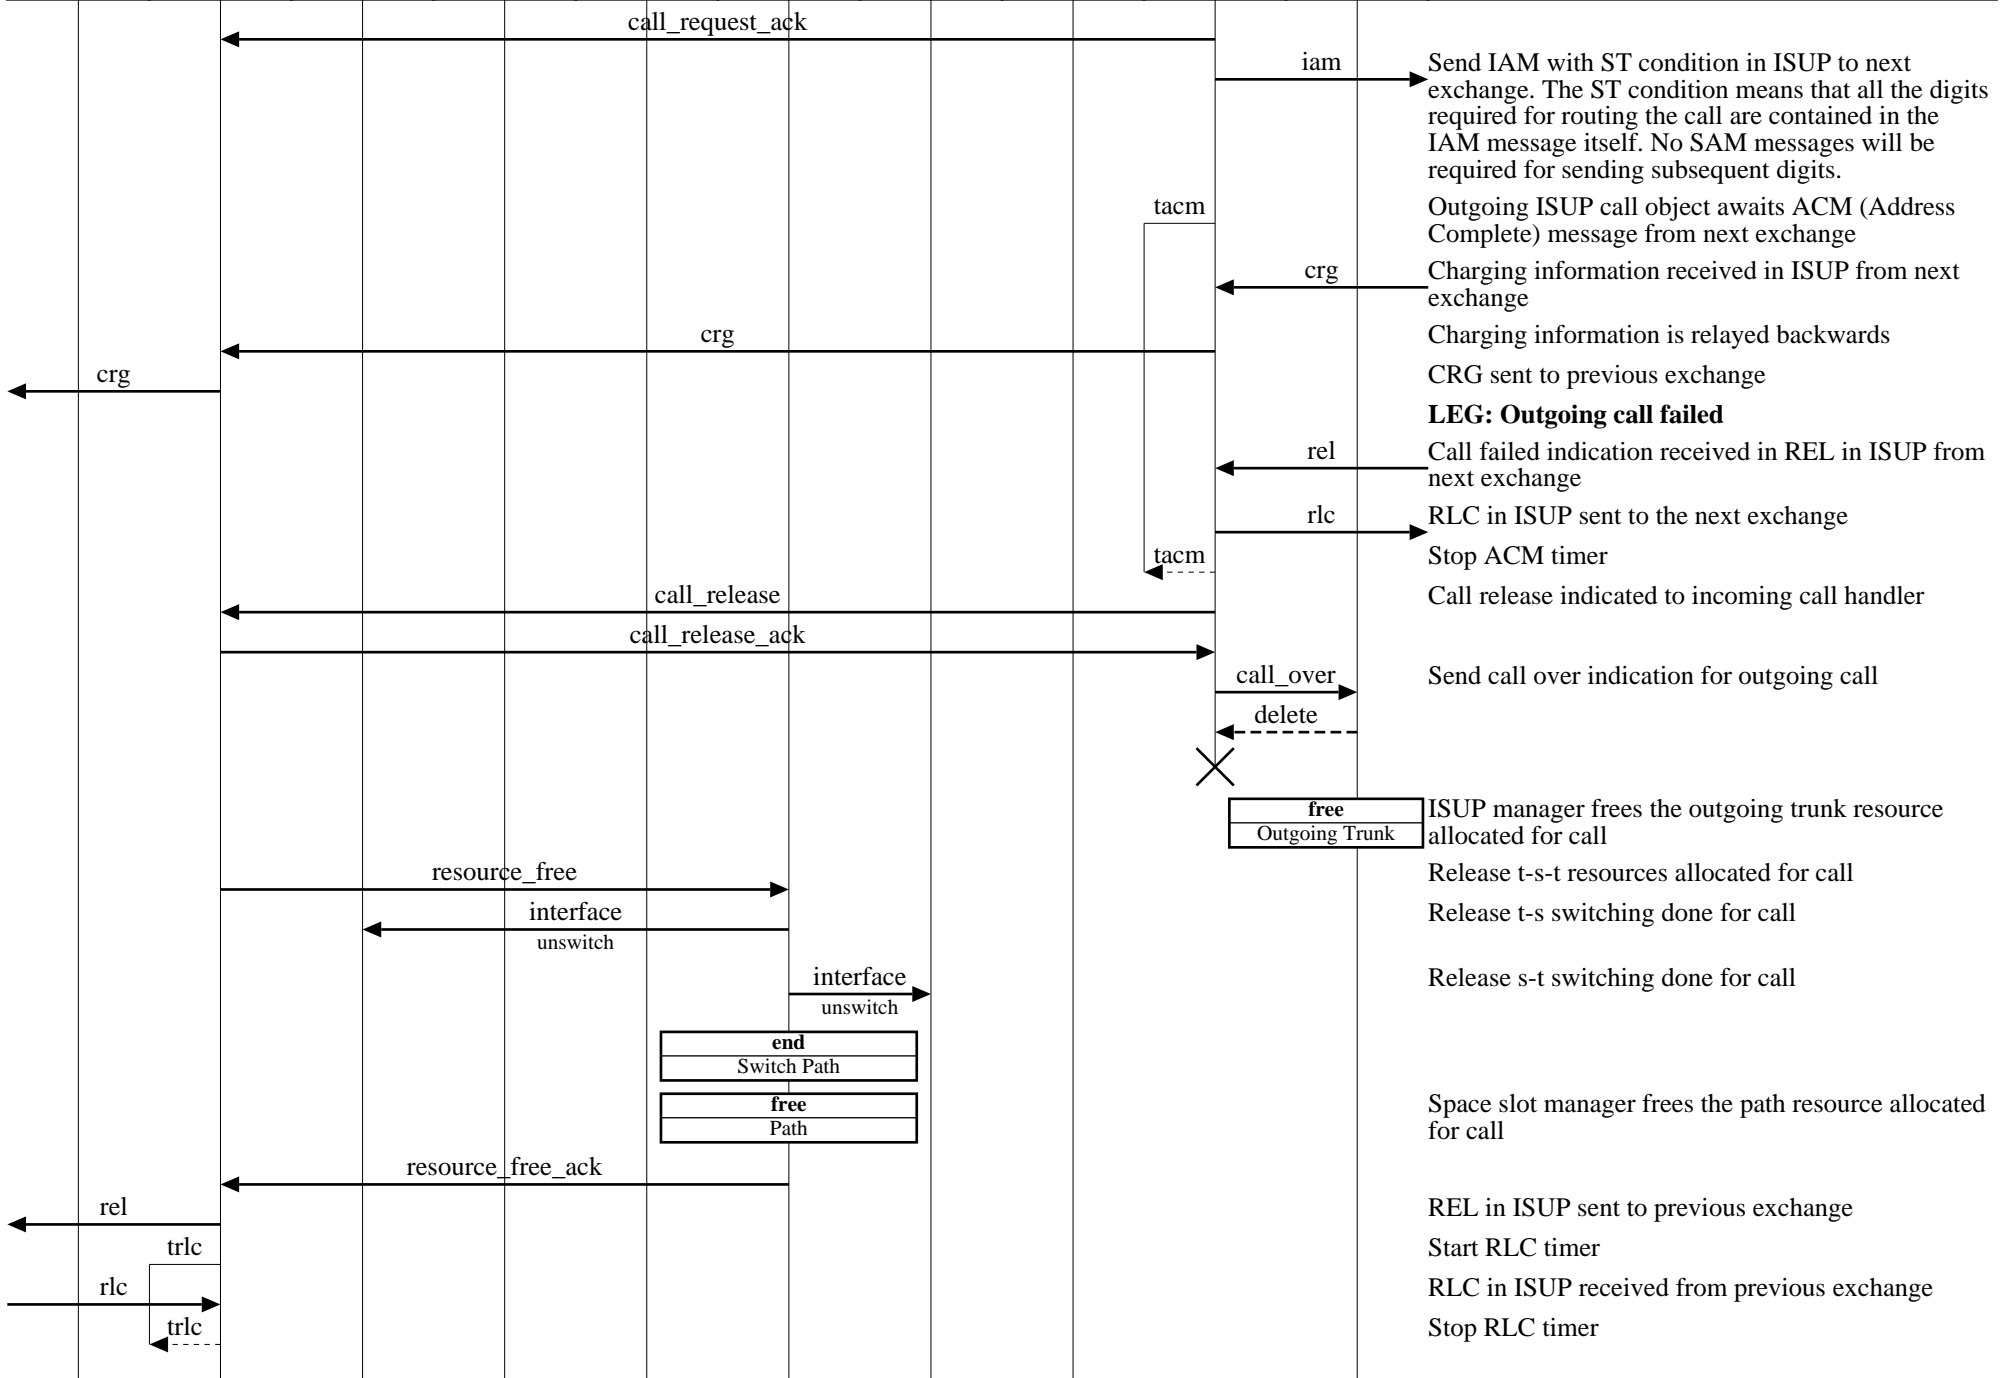 call_request_ack
iam
Send IAM with ST condition in ISUP to next
exchange. The ST condition means that all the digits
required for routing the call are contained in the
IAM message itself. No SAM messages will be
required for sending subsequent digits.
tacm
Outgoing ISUP call object awaits ACM (Address
Complete) message from next exchange
crg
Charging information received in ISUP from next
exchange
crg
Charging information is relayed backwards
crg
CRG sent to previous exchange
LEG: Outgoing call failed
rel
Call failed indication received in REL in ISUP from
next exchange
rlc
RLC in ISUP sent to the next exchange
tacm
Stop ACM timer
call_release
Call release indicated to incoming call handler
call_release_ack
call_over
Send call over indication for outgoing call
delete
free
Outgoing Trunk
ISUP manager frees the outgoing trunk resource
allocated for call
resource_free
Release t-s-t resources allocated for call
interface
unswitch
Release t-s switching done for call
interface
unswitch
Release s-t switching done for call
end
Switch Path
free
Path
Space slot manager frees the path resource allocated
for call
resource_free_ack
rel
REL in ISUP sent to previous exchange
trlc
Start RLC timer
rlc
RLC in ISUP received from previous exchange
trlc
Stop RLC timer